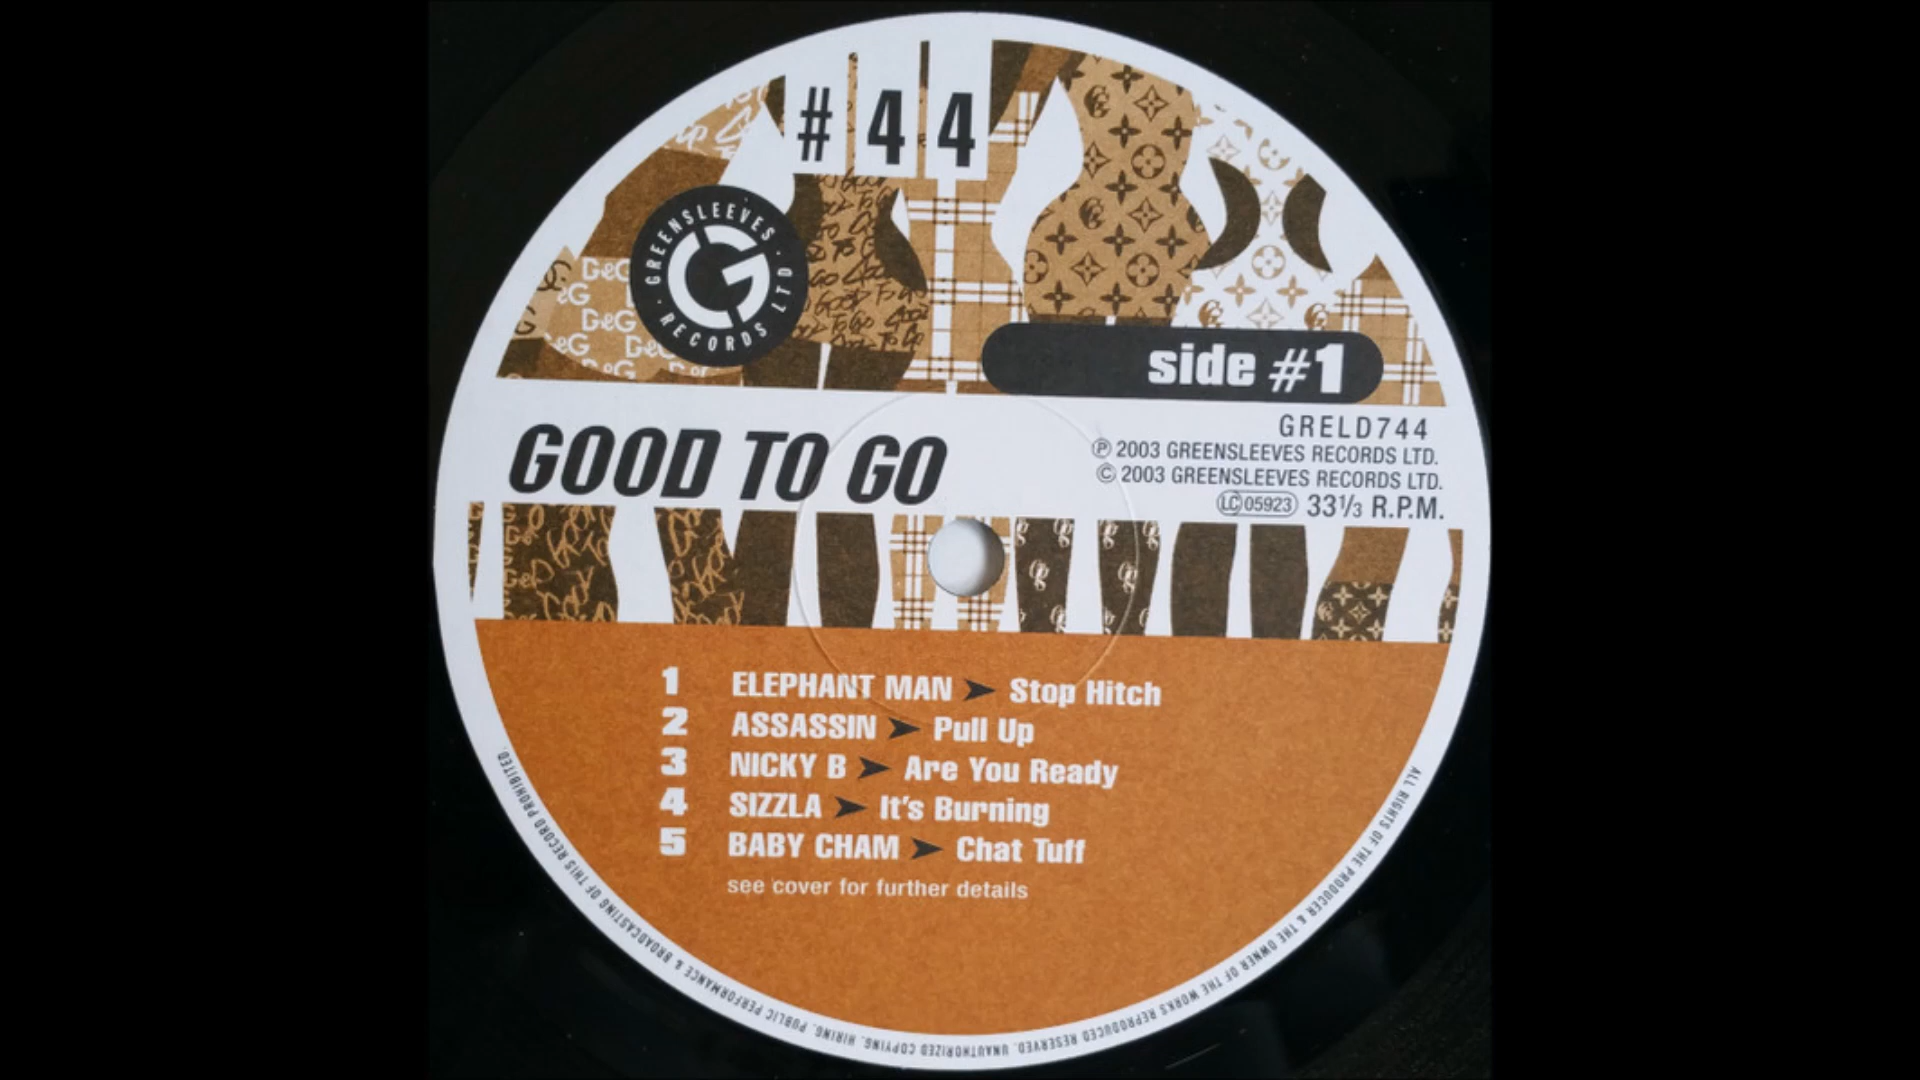 #44
GREENSLEEVES · RECORDS LTD ·
side #1
GOOD TO GO
GRELD744
Ⓟ 2003 GREENSLEEVES RECORDS LTD.
© 2003 GREENSLEEVES RECORDS LTD.
LC 05923 33⅓ R.P.M.
1 ELEPHANT MAN ➤ Stop Hitch
2 ASSASSIN ➤ Pull Up
3 NICKY B ➤ Are You Ready
4 SIZZLA ➤ It's Burning
5 BABY CHAM ➤ Chat Tuff
see cover for further details
ALL RIGHTS OF THE PRODUCER & THE OWNER OF THE WORKS REPRODUCED RESERVED. UNAUTHORIZED COPYING, HIRING, PUBLIC PERFORMANCE & BROADCASTING OF THIS RECORD PROHIBITED.